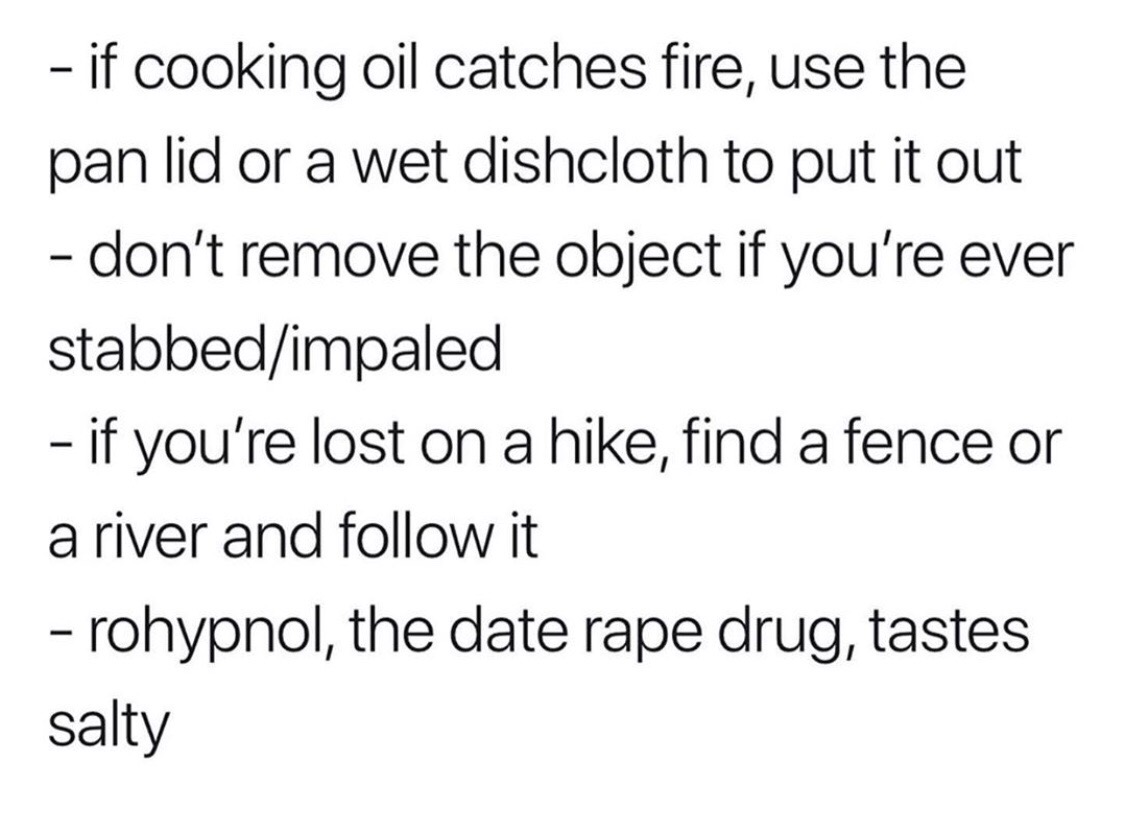 - if cooking oil catches fire, use the
pan lid or a wet dishcloth to put it out
- don’t remove the object if you’re ever
stabbed/impaled
- if you’re lost on a hike, find a fence or
a river and follow it
- rohypnol, the date rape drug, tastes
salty